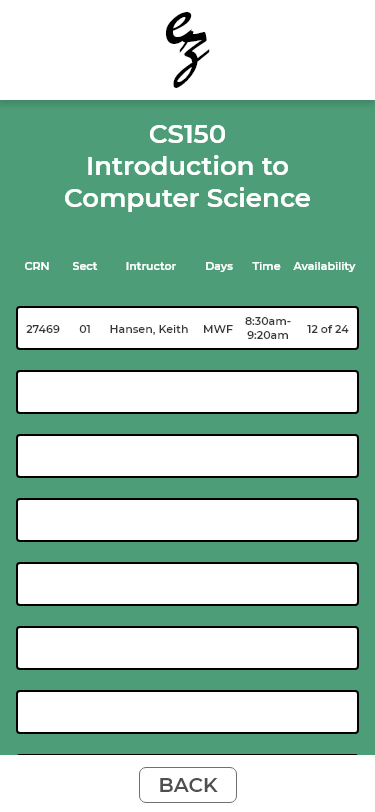 ez
CS150
Introduction to
Computer Science
CRN Sect Intructor Days Time Availability
27469 01 Hansen, Keith MWF 8:30am-
9:20am 12 of 24
BACK